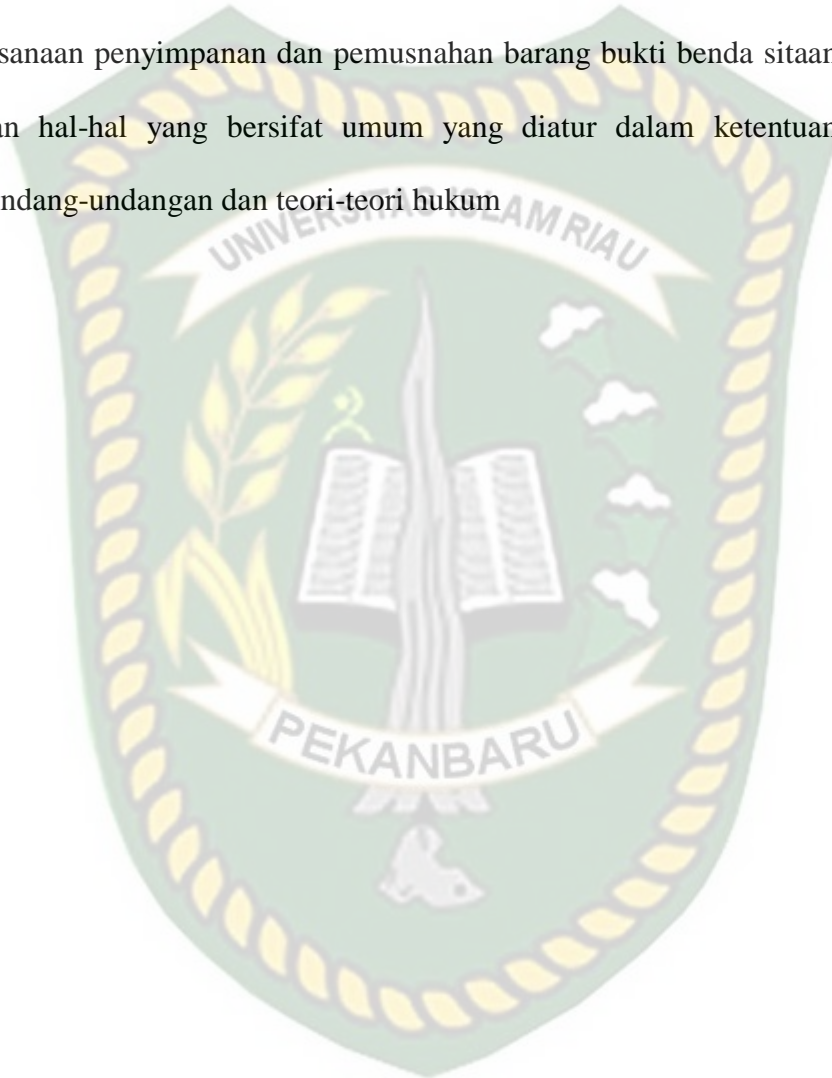 sanaan penyimpanan dan pemusnahan barang bukti benda sitaan
an hal-hal yang bersifat umum yang diatur dalam ketentuan
ndang-undangan dan teori-teori hukum
UNIVERSITAS ISLAM RIAU
PEKANBARU